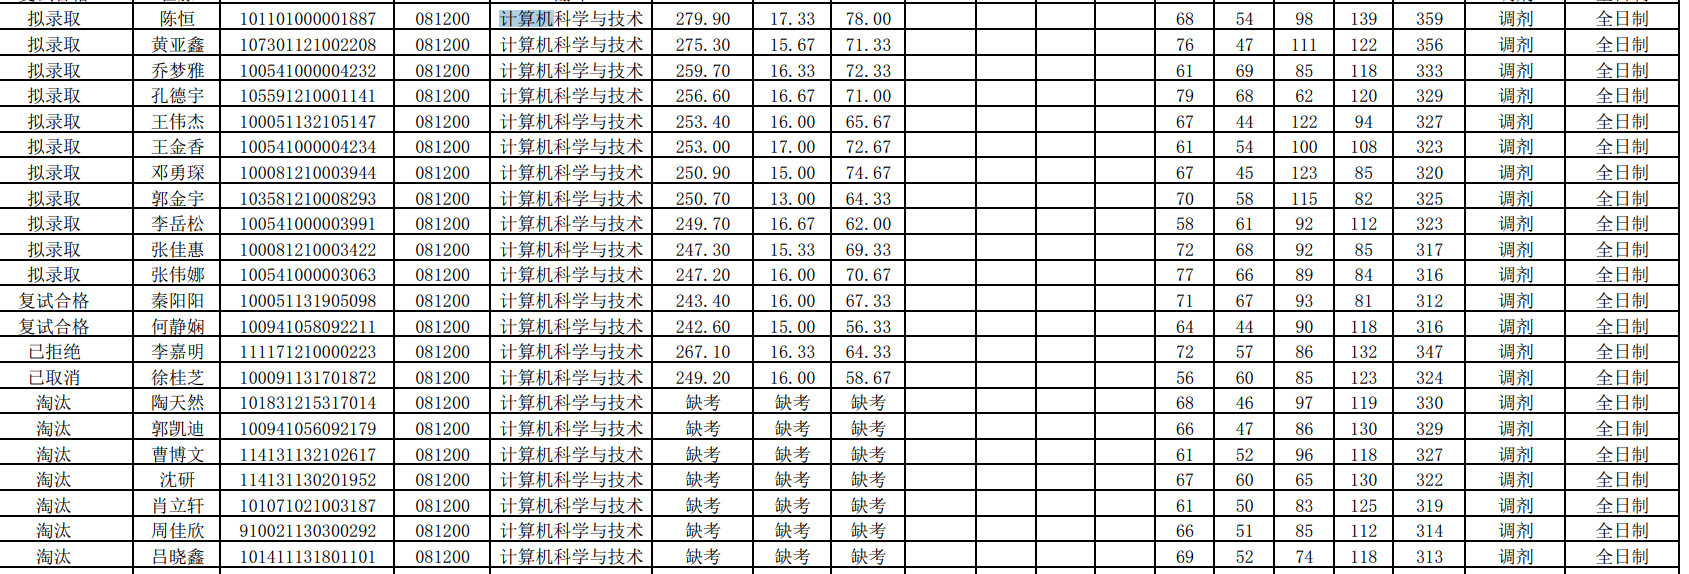 拟录取 陈恒 101101000001887 081200 计算机科学与技术 279.90 17.33 78.00 68 54 98 139 359 调剂 全日制
拟录取 黄亚鑫 107301121002208 081200 计算机科学与技术 275.30 15.67 71.33 76 47 111 122 356 调剂 全日制
拟录取 乔梦雅 100541000004232 081200 计算机科学与技术 259.70 16.33 72.33 61 69 85 118 333 调剂 全日制
拟录取 孔德宇 105591210001141 081200 计算机科学与技术 256.60 16.67 71.00 79 68 62 120 329 调剂 全日制
拟录取 王伟杰 100051132105147 081200 计算机科学与技术 253.40 16.00 65.67 67 44 122 94 327 调剂 全日制
拟录取 王金香 100541000004234 081200 计算机科学与技术 253.00 17.00 72.67 61 54 100 108 323 调剂 全日制
拟录取 邓勇琛 100081210003944 081200 计算机科学与技术 250.90 15.00 74.67 67 45 123 85 320 调剂 全日制
拟录取 郭金宇 103581210008293 081200 计算机科学与技术 250.70 13.00 64.33 70 58 115 82 325 调剂 全日制
拟录取 李岳松 100541000003991 081200 计算机科学与技术 249.70 16.67 62.00 58 61 92 112 323 调剂 全日制
拟录取 张佳惠 100081210003422 081200 计算机科学与技术 247.30 15.33 69.33 72 68 92 85 317 调剂 全日制
拟录取 张伟娜 100541000003063 081200 计算机科学与技术 247.20 16.00 70.67 77 66 89 84 316 调剂 全日制
复试合格 秦阳阳 100051131905098 081200 计算机科学与技术 243.40 16.00 67.33 71 67 93 81 312 调剂 全日制
复试合格 何静娴 100941058092211 081200 计算机科学与技术 242.60 15.00 56.33 64 44 90 118 316 调剂 全日制
已拒绝 李嘉明 111171210000223 081200 计算机科学与技术 267.10 16.33 64.33 72 57 86 132 347 调剂 全日制
已取消 徐桂芝 100091131701872 081200 计算机科学与技术 249.20 16.00 58.67 56 60 85 123 324 调剂 全日制
淘汰 陶天然 101831215317014 081200 计算机科学与技术 缺考 缺考 缺考 68 46 97 119 330 调剂 全日制
淘汰 郭凯迪 100941056092179 081200 计算机科学与技术 缺考 缺考 缺考 66 47 86 130 329 调剂 全日制
淘汰 曹博文 114131132102617 081200 计算机科学与技术 缺考 缺考 缺考 61 52 96 118 327 调剂 全日制
淘汰 沈研 114131130201952 081200 计算机科学与技术 缺考 缺考 缺考 67 60 65 130 322 调剂 全日制
淘汰 肖立轩 101071021003187 081200 计算机科学与技术 缺考 缺考 缺考 61 50 83 125 319 调剂 全日制
淘汰 周佳欣 910021130300292 081200 计算机科学与技术 缺考 缺考 缺考 66 51 85 112 314 调剂 全日制
淘汰 吕晓鑫 101411131801101 081200 计算机科学与技术 缺考 缺考 缺考 69 52 74 118 313 调剂 全日制